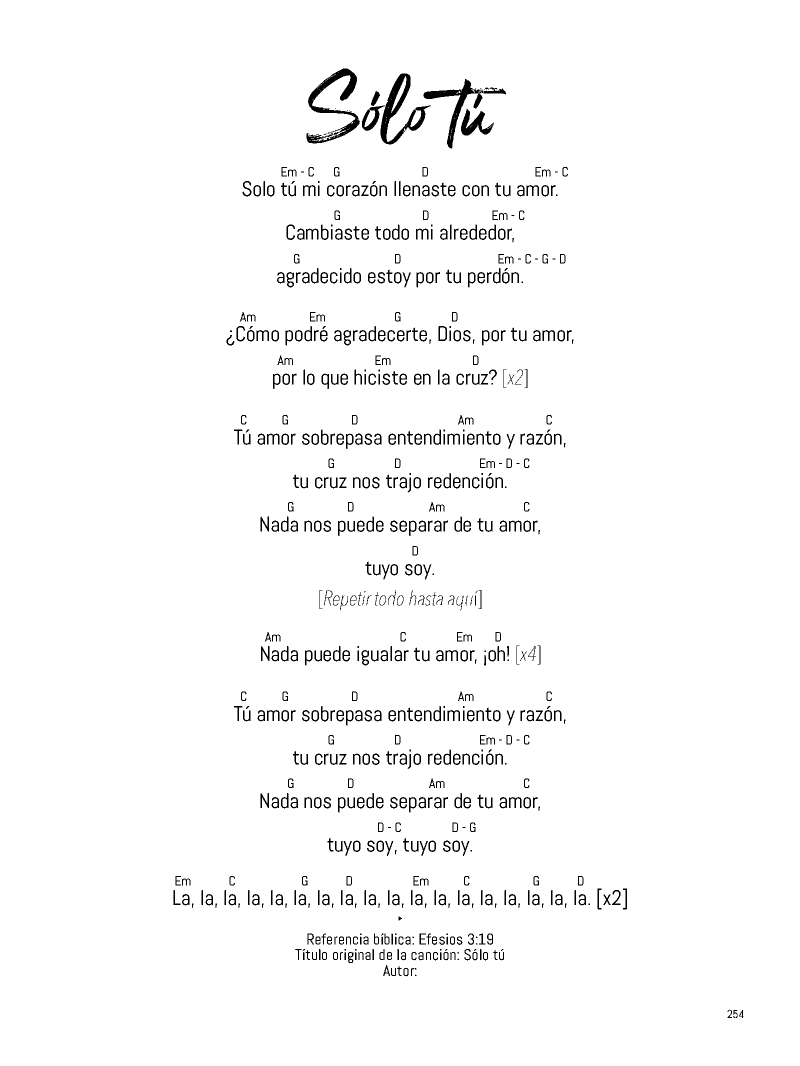 Sólo tú
Em - C G D Em - C
Solo tú mi corazón llenaste con tu amor.
G D Em - C
Cambiaste todo mi alrededor,
G D Em - C - G - D
agradecido estoy por tu perdón.
Am Em G D
¿Cómo podré agradecerte, Dios, por tu amor,
Am Em D
por lo que hiciste en la cruz? [x2]
C G D Am C
Tú amor sobrepasa entendimiento y razón,
G D Em - D - C
tu cruz nos trajo redención.
G D Am C
Nada nos puede separar de tu amor,
D
tuyo soy.
[Repetir todo hasta aquí]
Am C Em D
Nada puede igualar tu amor, ¡oh! [x4]
C G D Am C
Tú amor sobrepasa entendimiento y razón,
G D Em - D - C
tu cruz nos trajo redención.
G D Am C
Nada nos puede separar de tu amor,
D - C D - G
tuyo soy, tuyo soy.
Em C G D Em C G D
La, la, la, la, la, la, la, la, la, la, la, la, la, la, la, la, la, la. [x2]
Referencia bíblica: Efesios 3:19
Título original de la canción: Sólo tú
Autor:
254